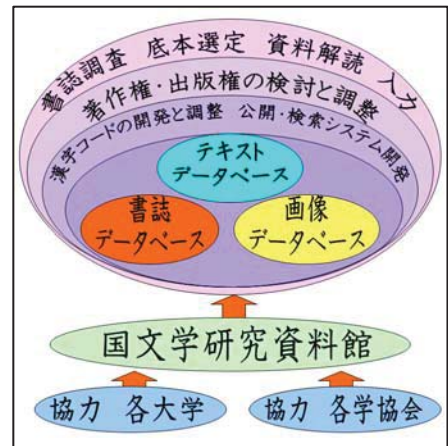 書誌調査 底本選定 資料解読 入力
著作権・出版権の検討と調整
漢字コードの開発と調整 公開・検索システム開発
テキスト
データベース
書誌
データベース
画像
データベース
国文学研究資料館
協力 各大学
協力 各学協会